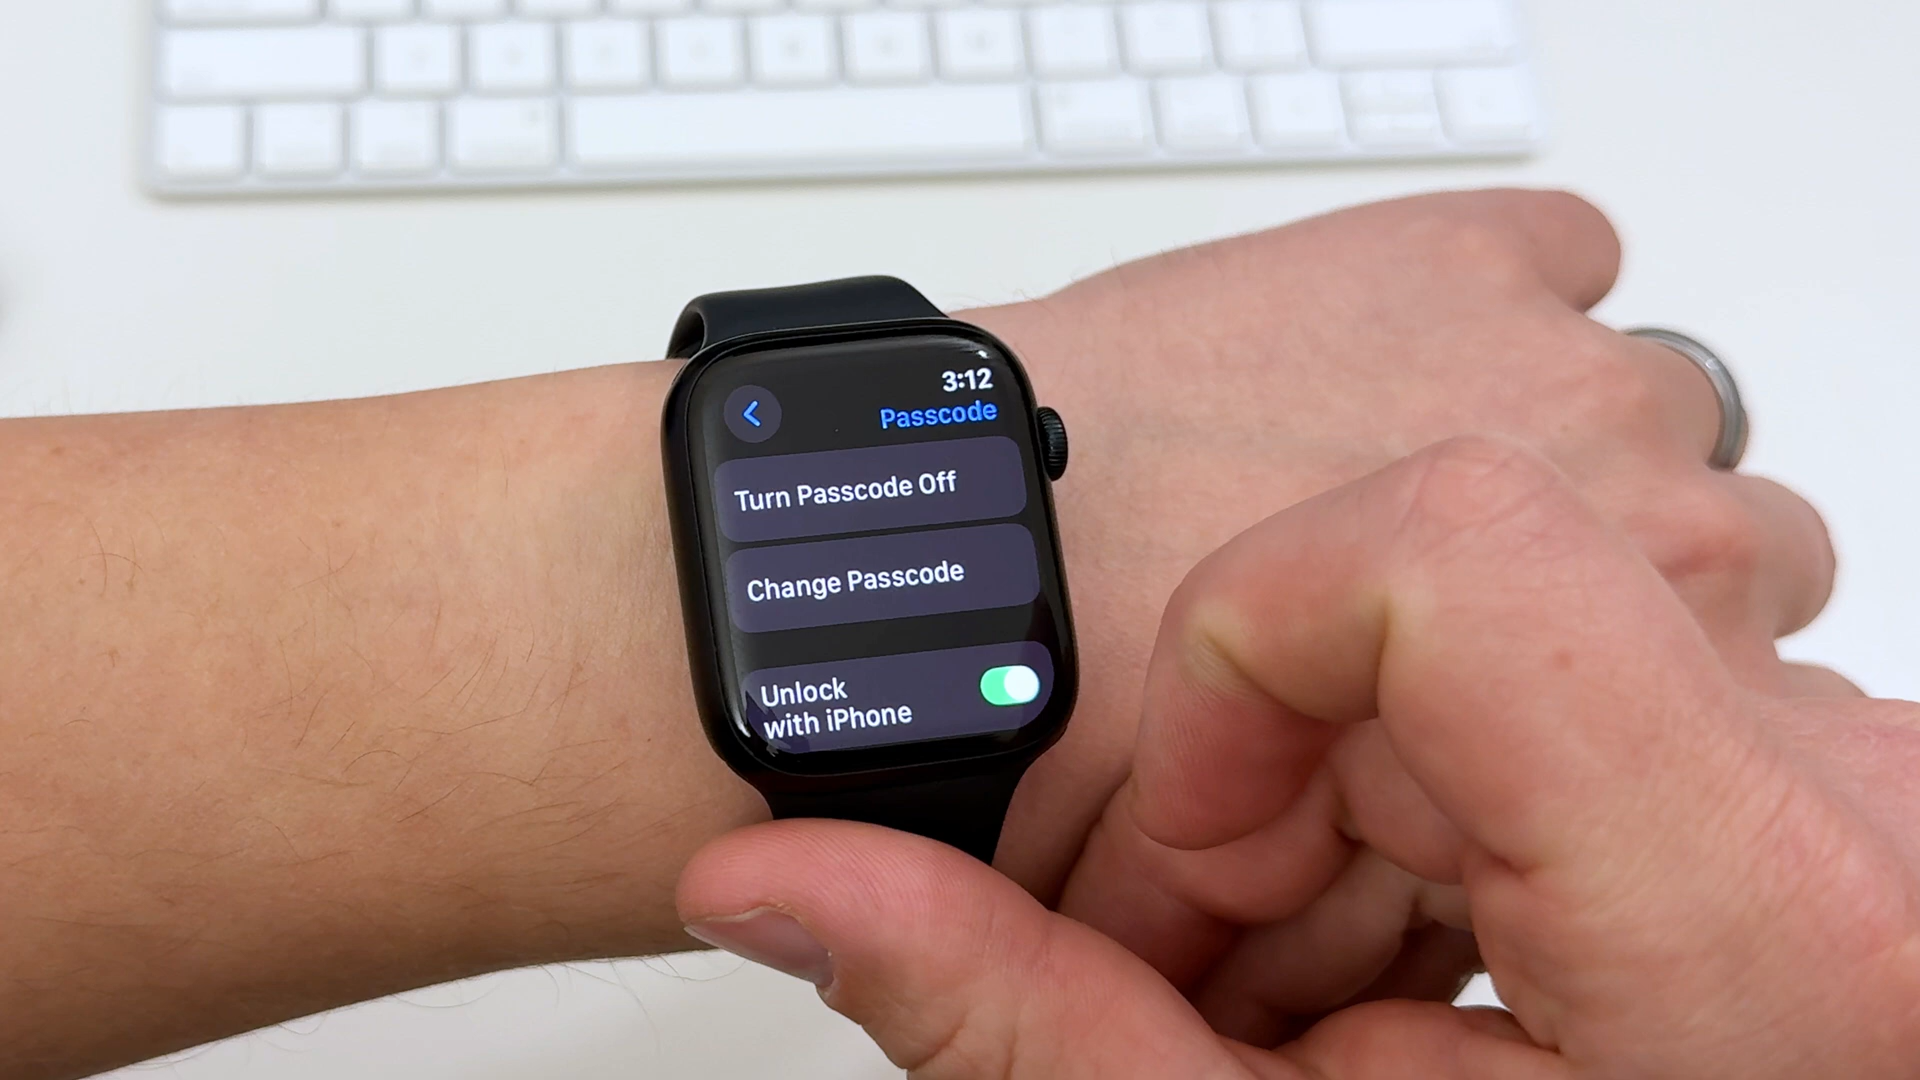 3:12
Passcode
Turn Passcode Off
Change Passcode
Unlock
with iPhone